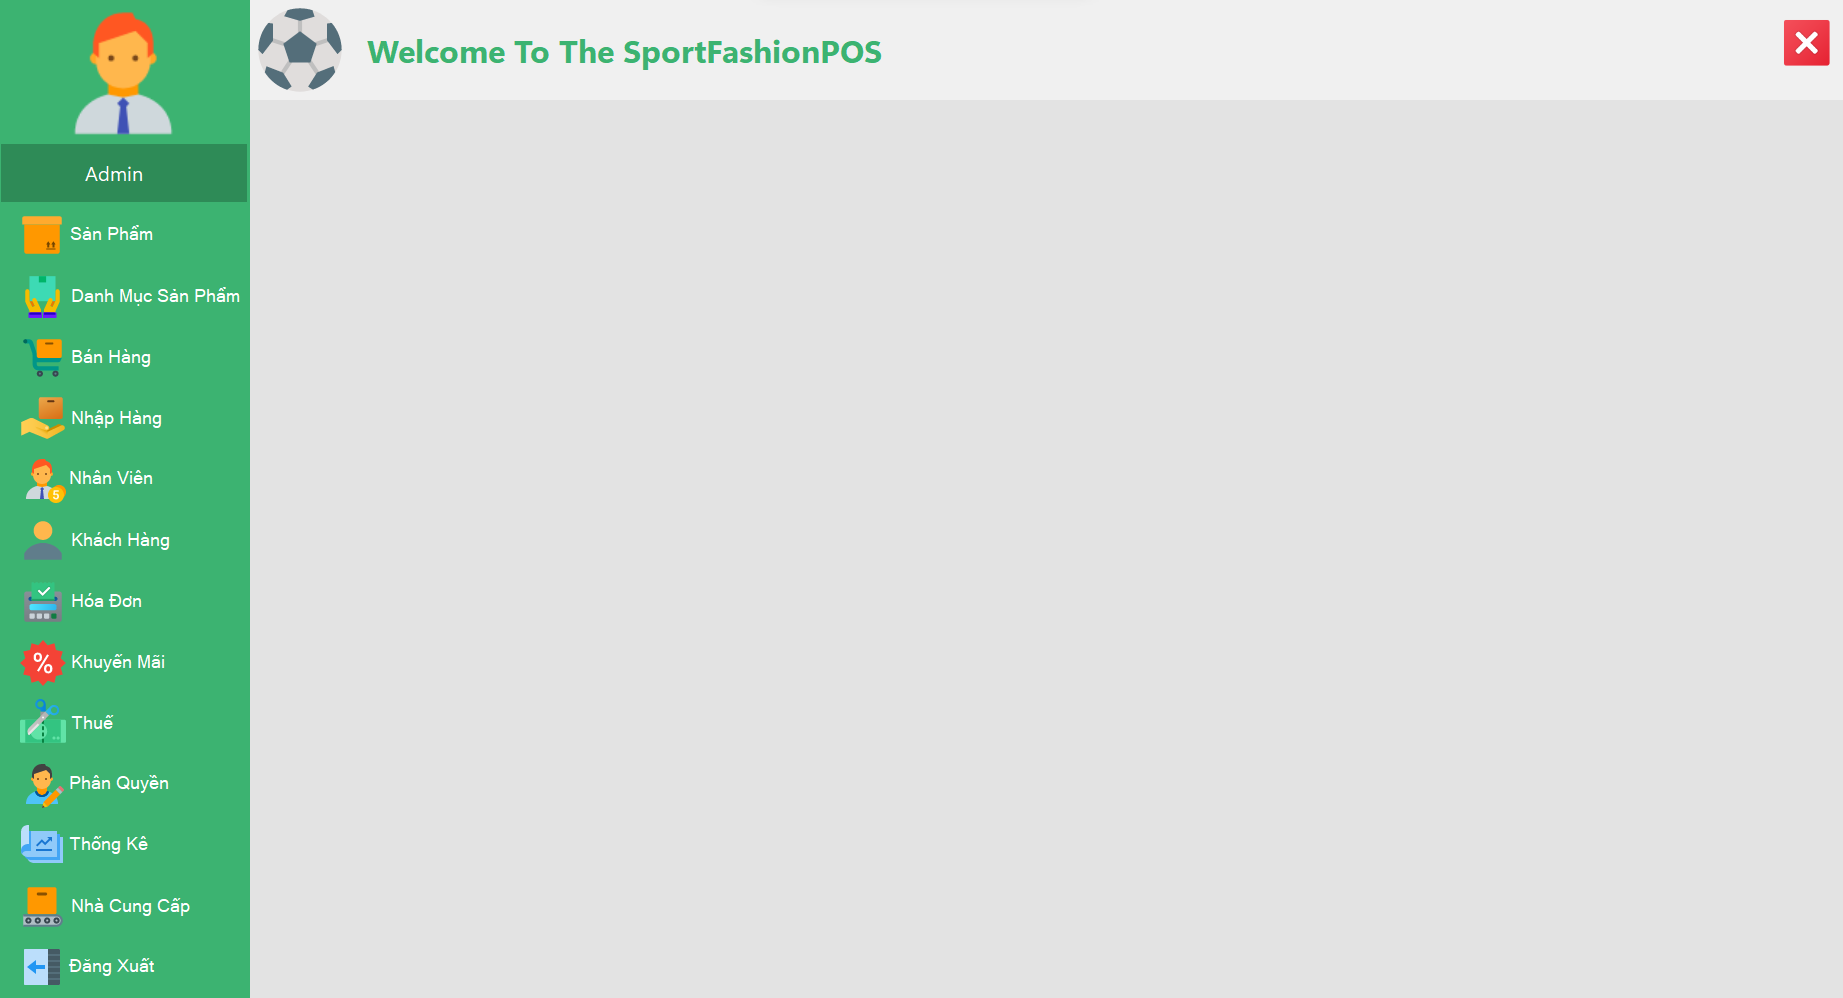 Welcome To The SportFashionPOS
Admin
Sản Phẩm
Danh Mục Sản Phẩm
Bán Hàng
Nhập Hàng
5
Nhân Viên
Khách Hàng
Hóa Đơn
%
Khuyến Mãi
Thuế
Phân Quyền
Thống Kê
Nhà Cung Cấp
Đăng Xuất